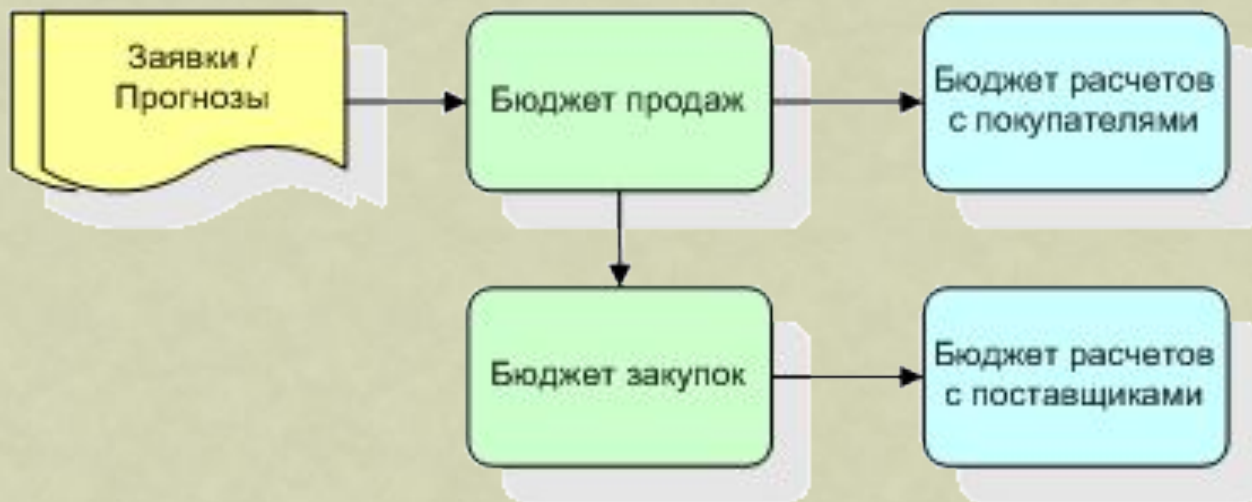 Заявки /
Прогнозы
Бюджет продаж
Бюджет расчетов
с покупателями
Бюджет закупок
Бюджет расчетов
с поставщиками